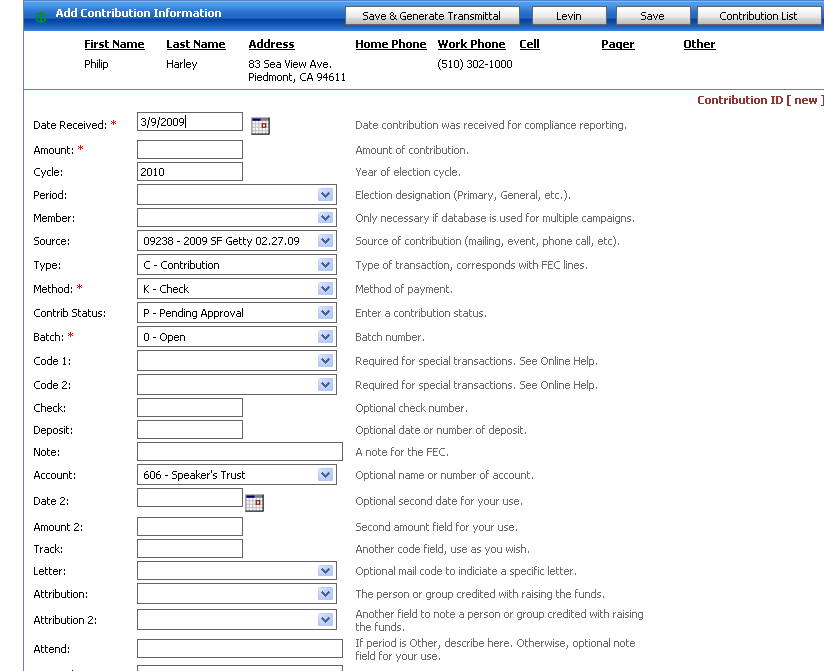 Add Contribution Information Save & Generate Transmittal Levin Save Contribution List
First Name Last Name Address Home Phone Work Phone Cell Pager Other
Philip Harley 83 Sea View Ave. (510) 302-1000
Piedmont, CA 94611
Contribution ID [ new ]
Date Received: * 3/9/2009 Date contribution was received for compliance reporting.
Amount: * Amount of contribution.
Cycle: 2010 Year of election cycle.
Period: Election designation (Primary, General, etc.).
Member: Only necessary if database is used for multiple campaigns.
Source: 09238 - 2009 SF Getty 02.27.09 Source of contribution (mailing, event, phone call, etc).
Type: C - Contribution Type of transaction, corresponds with FEC lines.
Method: * K - Check Method of payment.
Contrib Status: P - Pending Approval Enter a contribution status.
Batch: * 0 - Open Batch number.
Code 1: Required for special transactions. See Online Help.
Code 2: Required for special transactions. See Online Help.
Check: Optional check number.
Deposit: Optional date or number of deposit.
Note: A note for the FEC.
Account: 606 - Speaker's Trust Optional name or number of account.
Date 2: Optional second date for your use.
Amount 2: Second amount field for your use.
Track: Another code field, use as you wish.
Letter: Optional mail code to indiciate a specific letter.
Attribution: The person or group credited with raising the funds.
Attribution 2: Another field to note a person or group credited with raising
the funds.
Attend: If period is Other, describe here. Otherwise, optional note
field for your use.